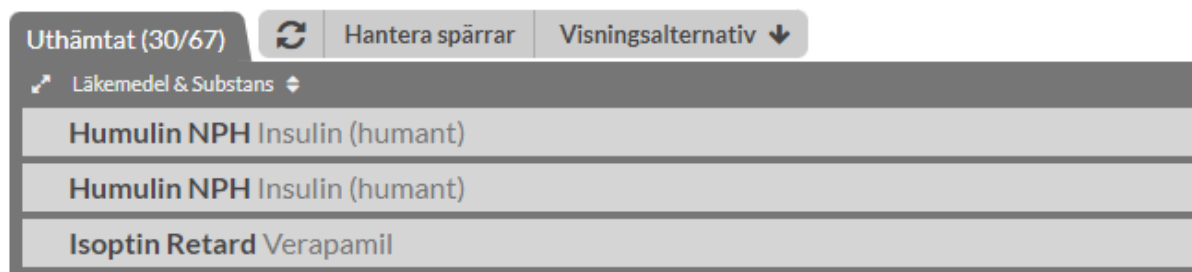 Uthämtat (30/67) Hantera spärrar Visningsalternativ
Läkemedel & Substans
Humulin NPH Insulin (humant)
Humulin NPH Insulin (humant)
Isoptin Retard Verapamil